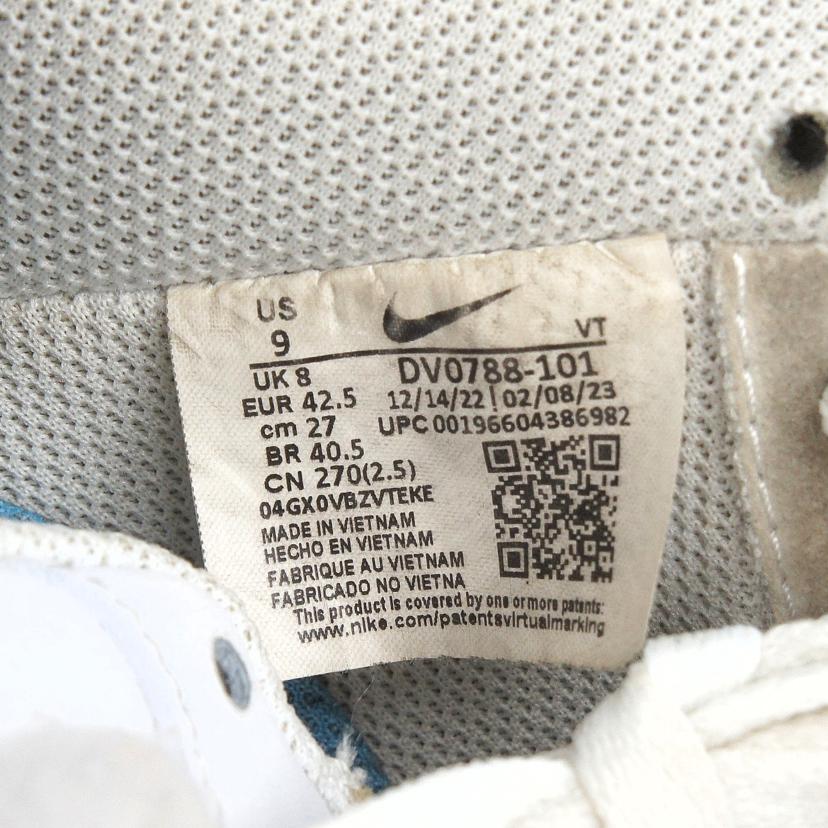 US
9
VT
UK 8
DV0788-101
EUR 42.5
12/14/22 | 02/08/23
cm 27
UPC 00196604386982
BR 40.5
CN 270(2.5)
04GX0VBZVTEKE
MADE IN VIETNAM
HECHO EN VIETNAM
FABRIQUE AU VIETNAM
FABRICADO NO VIETNA
This product is covered by one or more patents:
www.nike.com/patentsvirtualmarking